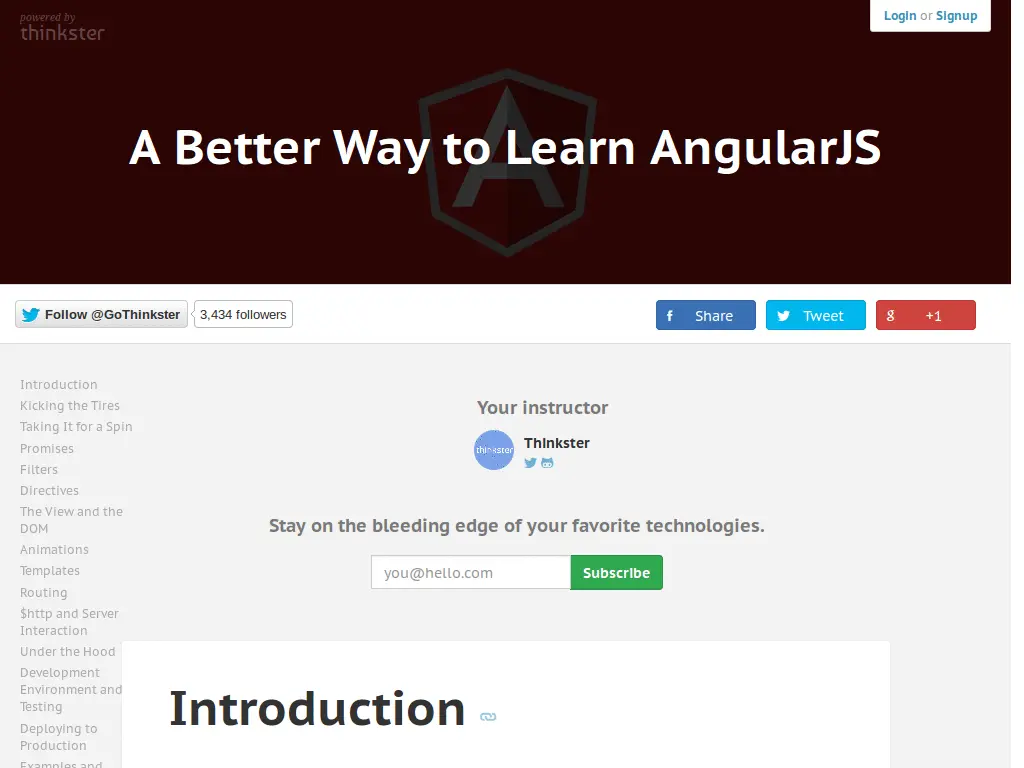 powered by
thinkster
Login or Signup
A Better Way to Learn AngularJS
Follow @GoThinkster
3,434 followers
Share
Tweet
+1
Introduction
Kicking the Tires
Taking It for a Spin
Promises
Filters
Directives
The View and the
DOM
Animations
Templates
Routing
$http and Server
Interaction
Under the Hood
Development
Environment and
Testing
Deploying to
Production
Examples and
Your instructor
thinkster
Thinkster
Stay on the bleeding edge of your favorite technologies.
you@hello.com
Subscribe
Introduction